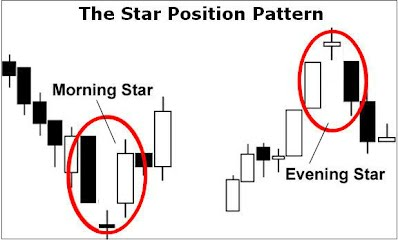 The Star Position Pattern
Morning Star
Evening Star